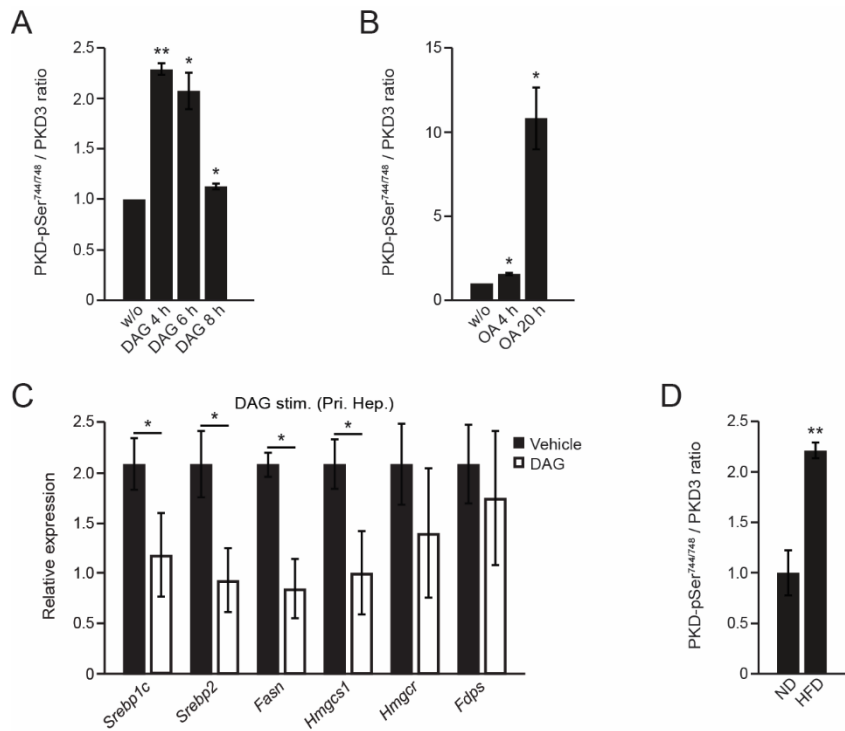 A
PKD-pSer744/748 / PKD3 ratio
2.5
2.0
1.5
1.0
0.5
0
**
*
*
w/o
DAG 4 h
DAG 6 h
DAG 8 h
B
PKD-pSer744/748 / PKD3 ratio
15
10
5
0
*
*
w/o
OA 4 h
OA 20 h
C
DAG stim. (Pri. Hep.)
Relative expression
2.5
2.0
1.5
1.0
0.5
0
*
*
*
*
Vehicle
DAG
Srebp1c
Srebp2
Fasn
Hmgcs1
Hmgcr
Fdps
D
PKD-pSer744/748 / PKD3 ratio
2.5
2.0
1.5
1.0
0.5
0
**
ND
HFD